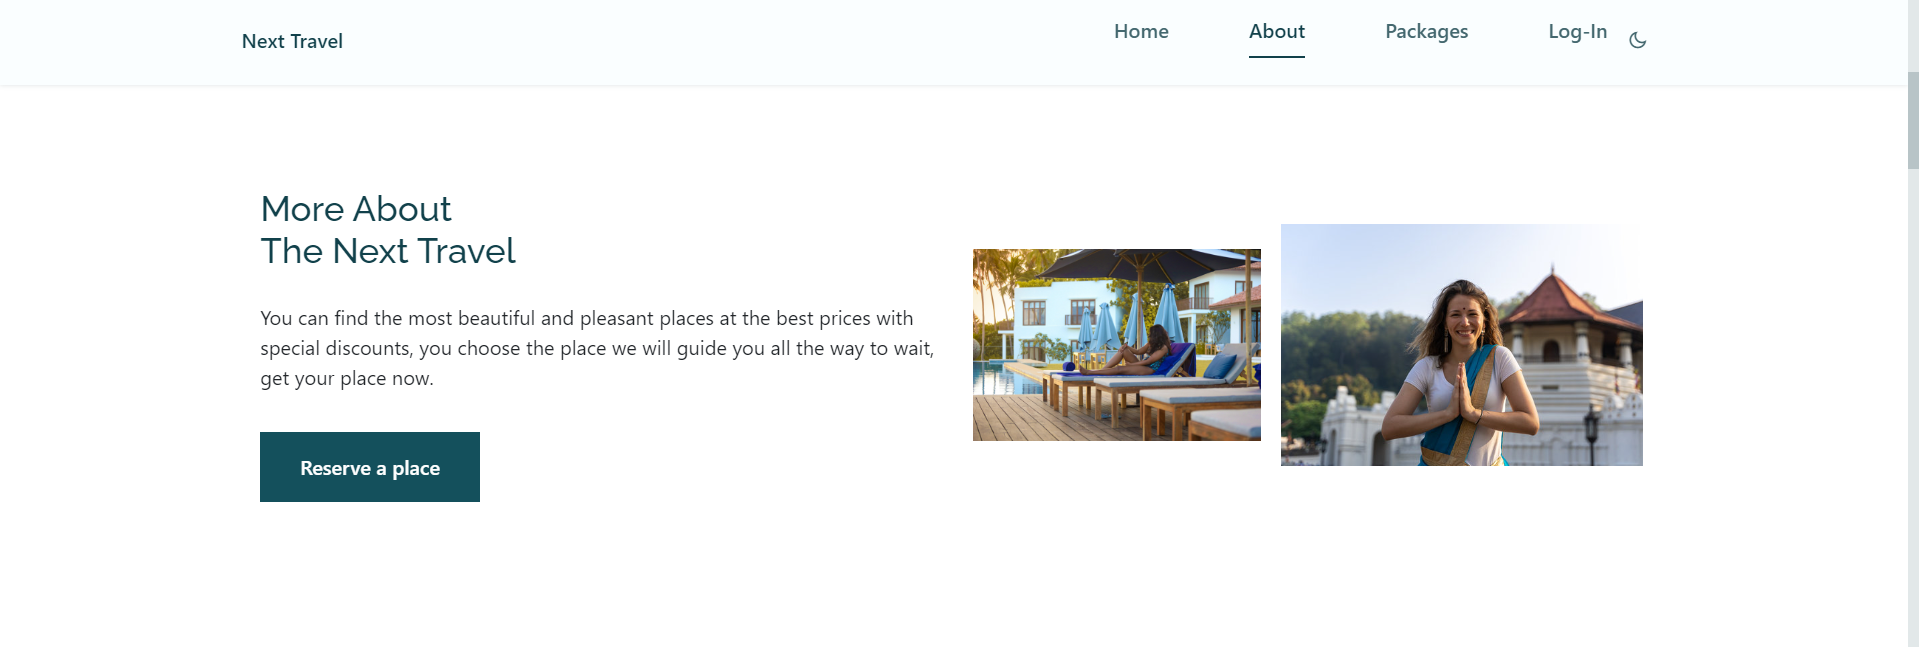 Next Travel
Home
About
Packages
Log-In
More About
The Next Travel
You can find the most beautiful and pleasant places at the best prices with
special discounts, you choose the place we will guide you all the way to wait,
get your place now.
Reserve a place